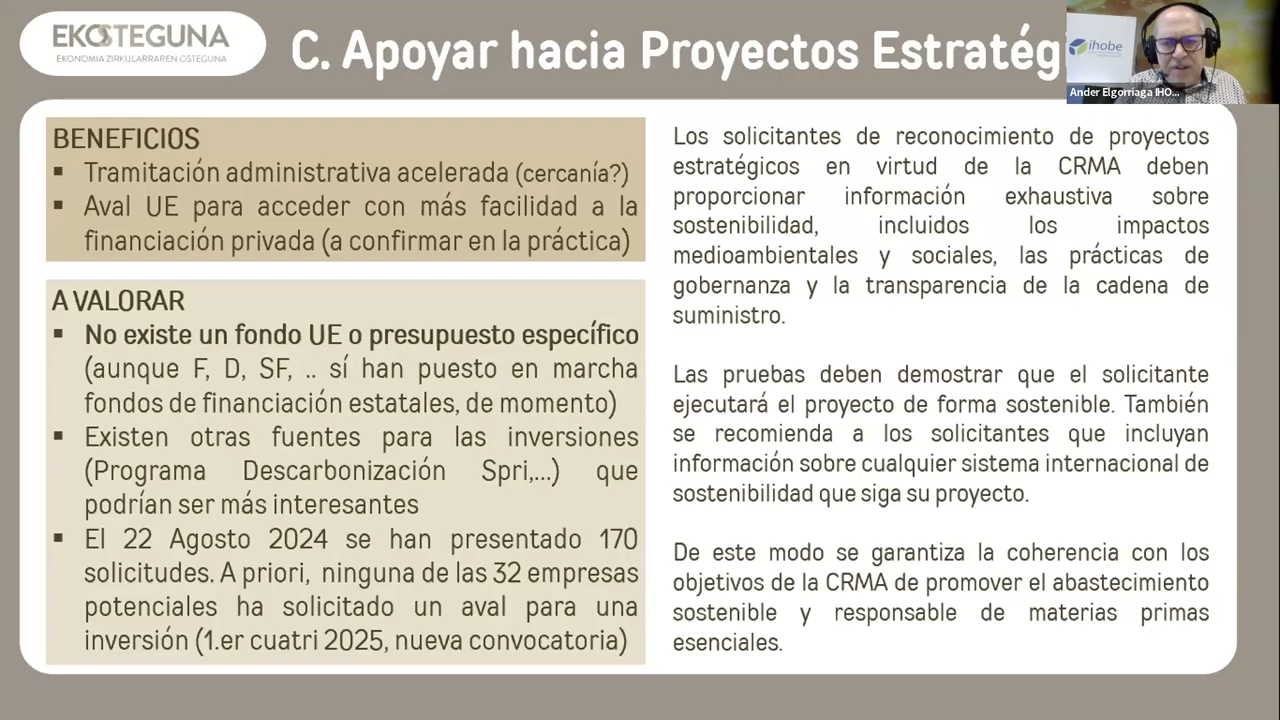 EKOSTEGUNA
EKONOMIA ZIRKULARRAREN OSTEGUNA
C. Apoyar hacia Proyectos Estratég
ihobe
Ander Elgorriaga IHO...
BENEFICIOS
▪ Tramitación administrativa acelerada (cercanía?)
▪ Aval UE para acceder con más facilidad a la
financiación privada (a confirmar en la práctica)
A VALORAR
▪ No existe un fondo UE o presupuesto específico
(aunque F, D, SF, .. sí han puesto en marcha
fondos de financiación estatales, de momento)
▪ Existen otras fuentes para las inversiones
(Programa Descarbonización Spri,...) que
podrían ser más interesantes
▪ El 22 Agosto 2024 se han presentado 170
solicitudes. A priori, ninguna de las 32 empresas
potenciales ha solicitado un aval para una
inversión (1.er cuatri 2025, nueva convocatoria)
Los solicitantes de reconocimiento de proyectos
estratégicos en virtud de la CRMA deben
proporcionar información exhaustiva sobre
sostenibilidad, incluidos los impactos
medioambientales y sociales, las prácticas de
gobernanza y la transparencia de la cadena de
suministro.
Las pruebas deben demostrar que el solicitante
ejecutará el proyecto de forma sostenible. También
se recomienda a los solicitantes que incluyan
información sobre cualquier sistema internacional de
sostenibilidad que siga su proyecto.
De este modo se garantiza la coherencia con los
objetivos de la CRMA de promover el abastecimiento
sostenible y responsable de materias primas
esenciales.